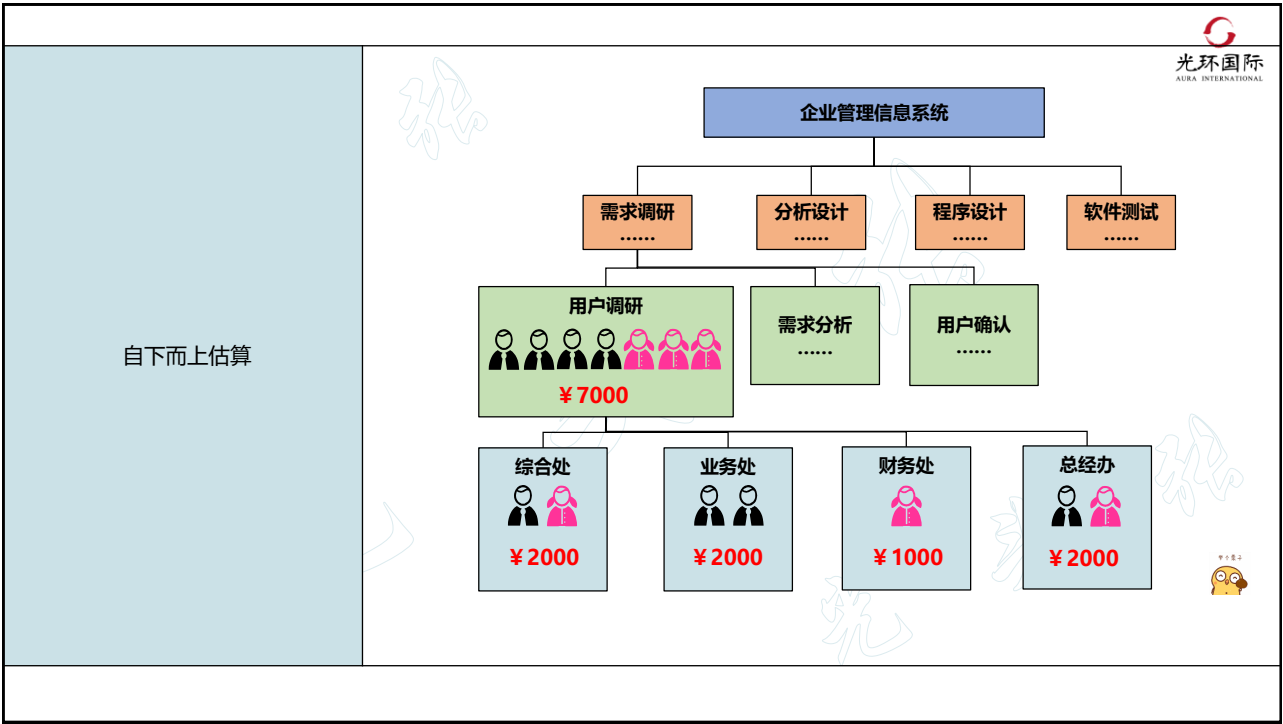 光环国际
AURA INTERNATIONAL
自下而上估算
企业管理信息系统
需求调研
……
分析设计
……
程序设计
……
软件测试
……
用户调研
¥7000
需求分析
……
用户确认
……
综合处
¥2000
业务处
¥2000
财务处
¥1000
总经办
¥2000